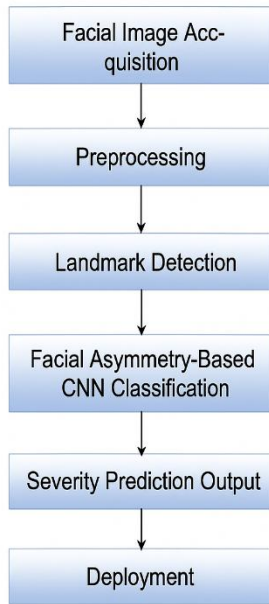 Facial Image Acc-
quisition
Preprocessing
Landmark Detection
Facial Asymmetry-Based
CNN Classification
Severity Prediction Output
Deployment